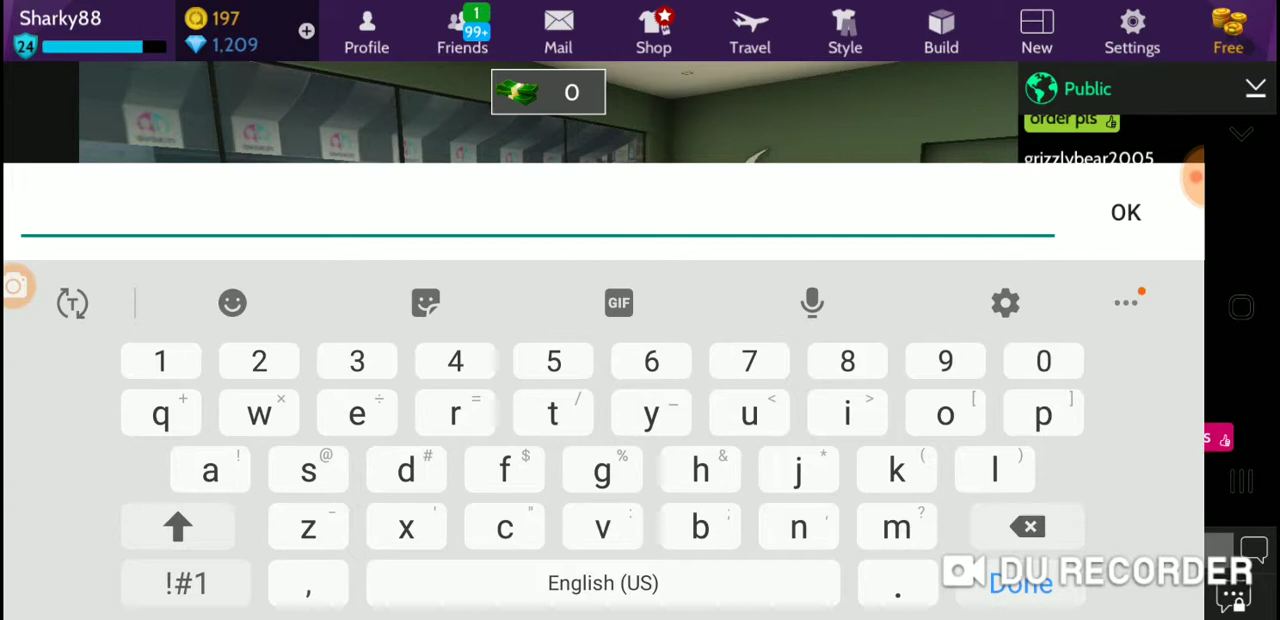 Sharky88
24
197
1,209
Profile
1
99+
Friends
Mail
Shop
Travel
Style
Build
New
Settings
Free
0
Public
order pls
grizzlybear2005
OK
T
GIF
1 2 3 4 5 6 7 8 9 0
q + w × e ÷ r = t / y _ u < i > o [ p ]
a ! s @ d # f $ g % h & j * k ( l )
z - x ' c " v : b ; n , m ?
!#1 , English (US) . Done
s
DU RECORDER